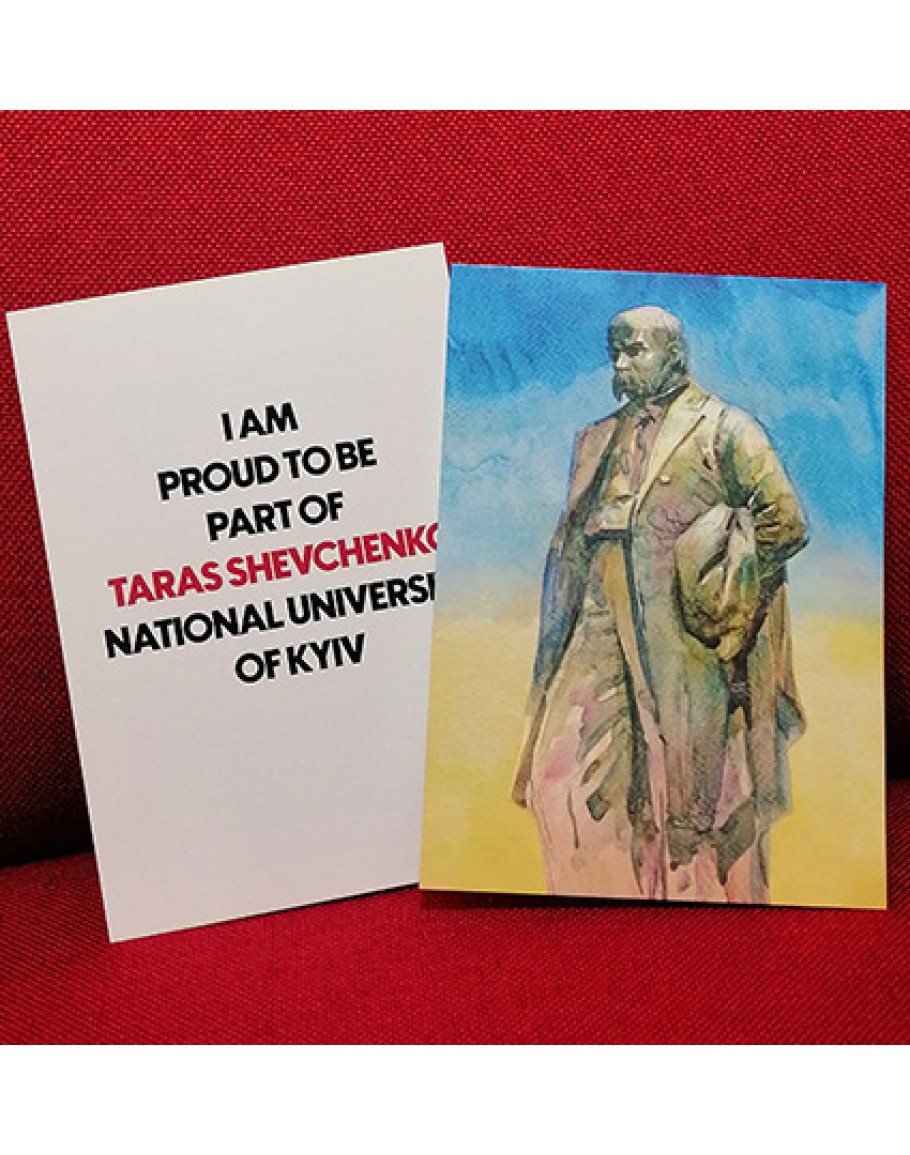 I AM
PROUD TO BE
PART OF
TARAS SHEVCHENKO
NATIONAL UNIVERSI
OF KYIV